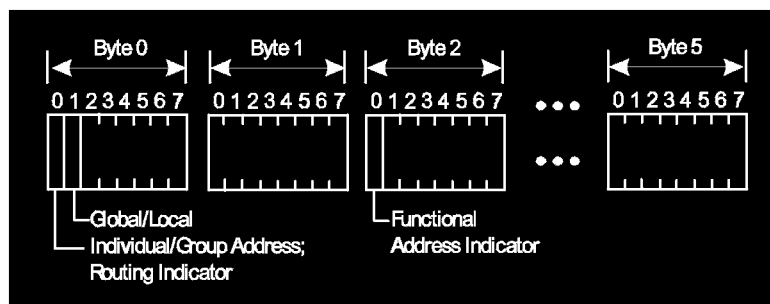 Byte 0 Byte 1 Byte 2 Byte 5
0 1 2 3 4 5 6 7 0 1 2 3 4 5 6 7 0 1 2 3 4 5 6 7 ••• 0 1 2 3 4 5 6 7
•••
Global/Local
Individual/Group Address;
Routing Indicator
Functional
Address Indicator